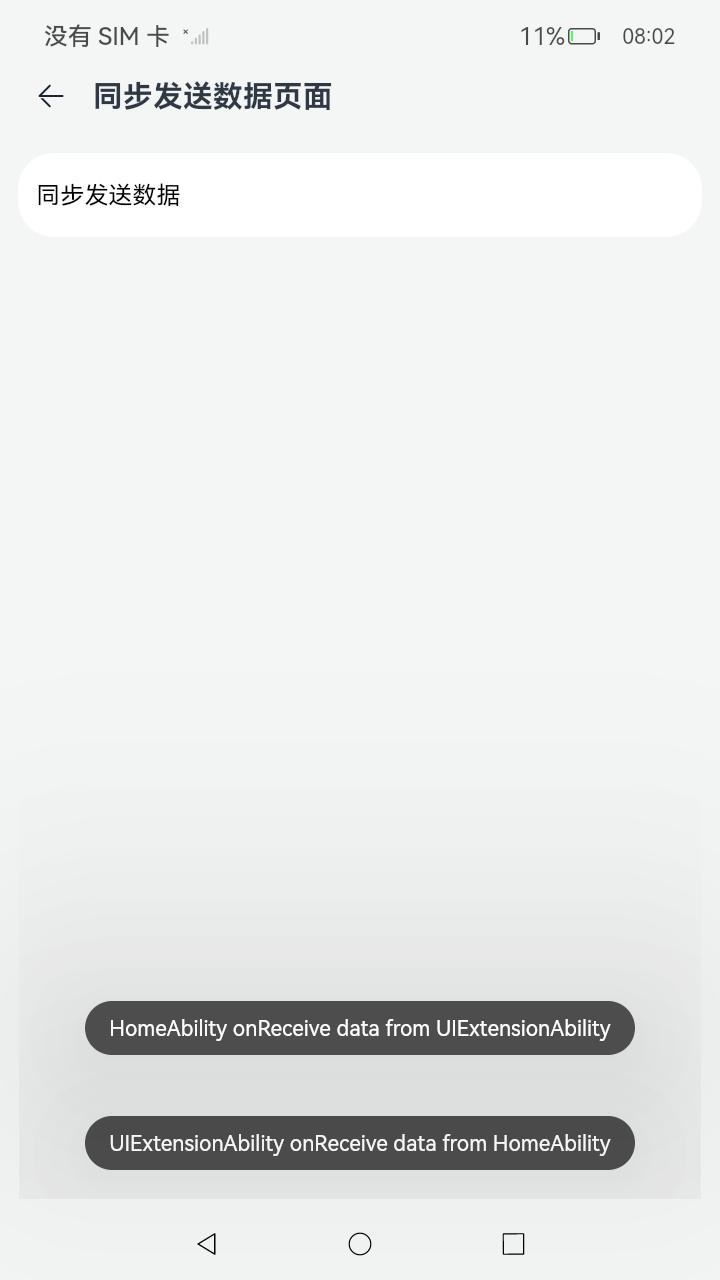 没有 SIM 卡
11% 08:02
同步发送数据页面
同步发送数据
HomeAbility onReceive data from UIExtensionAbility
UIExtensionAbility onReceive data from HomeAbility